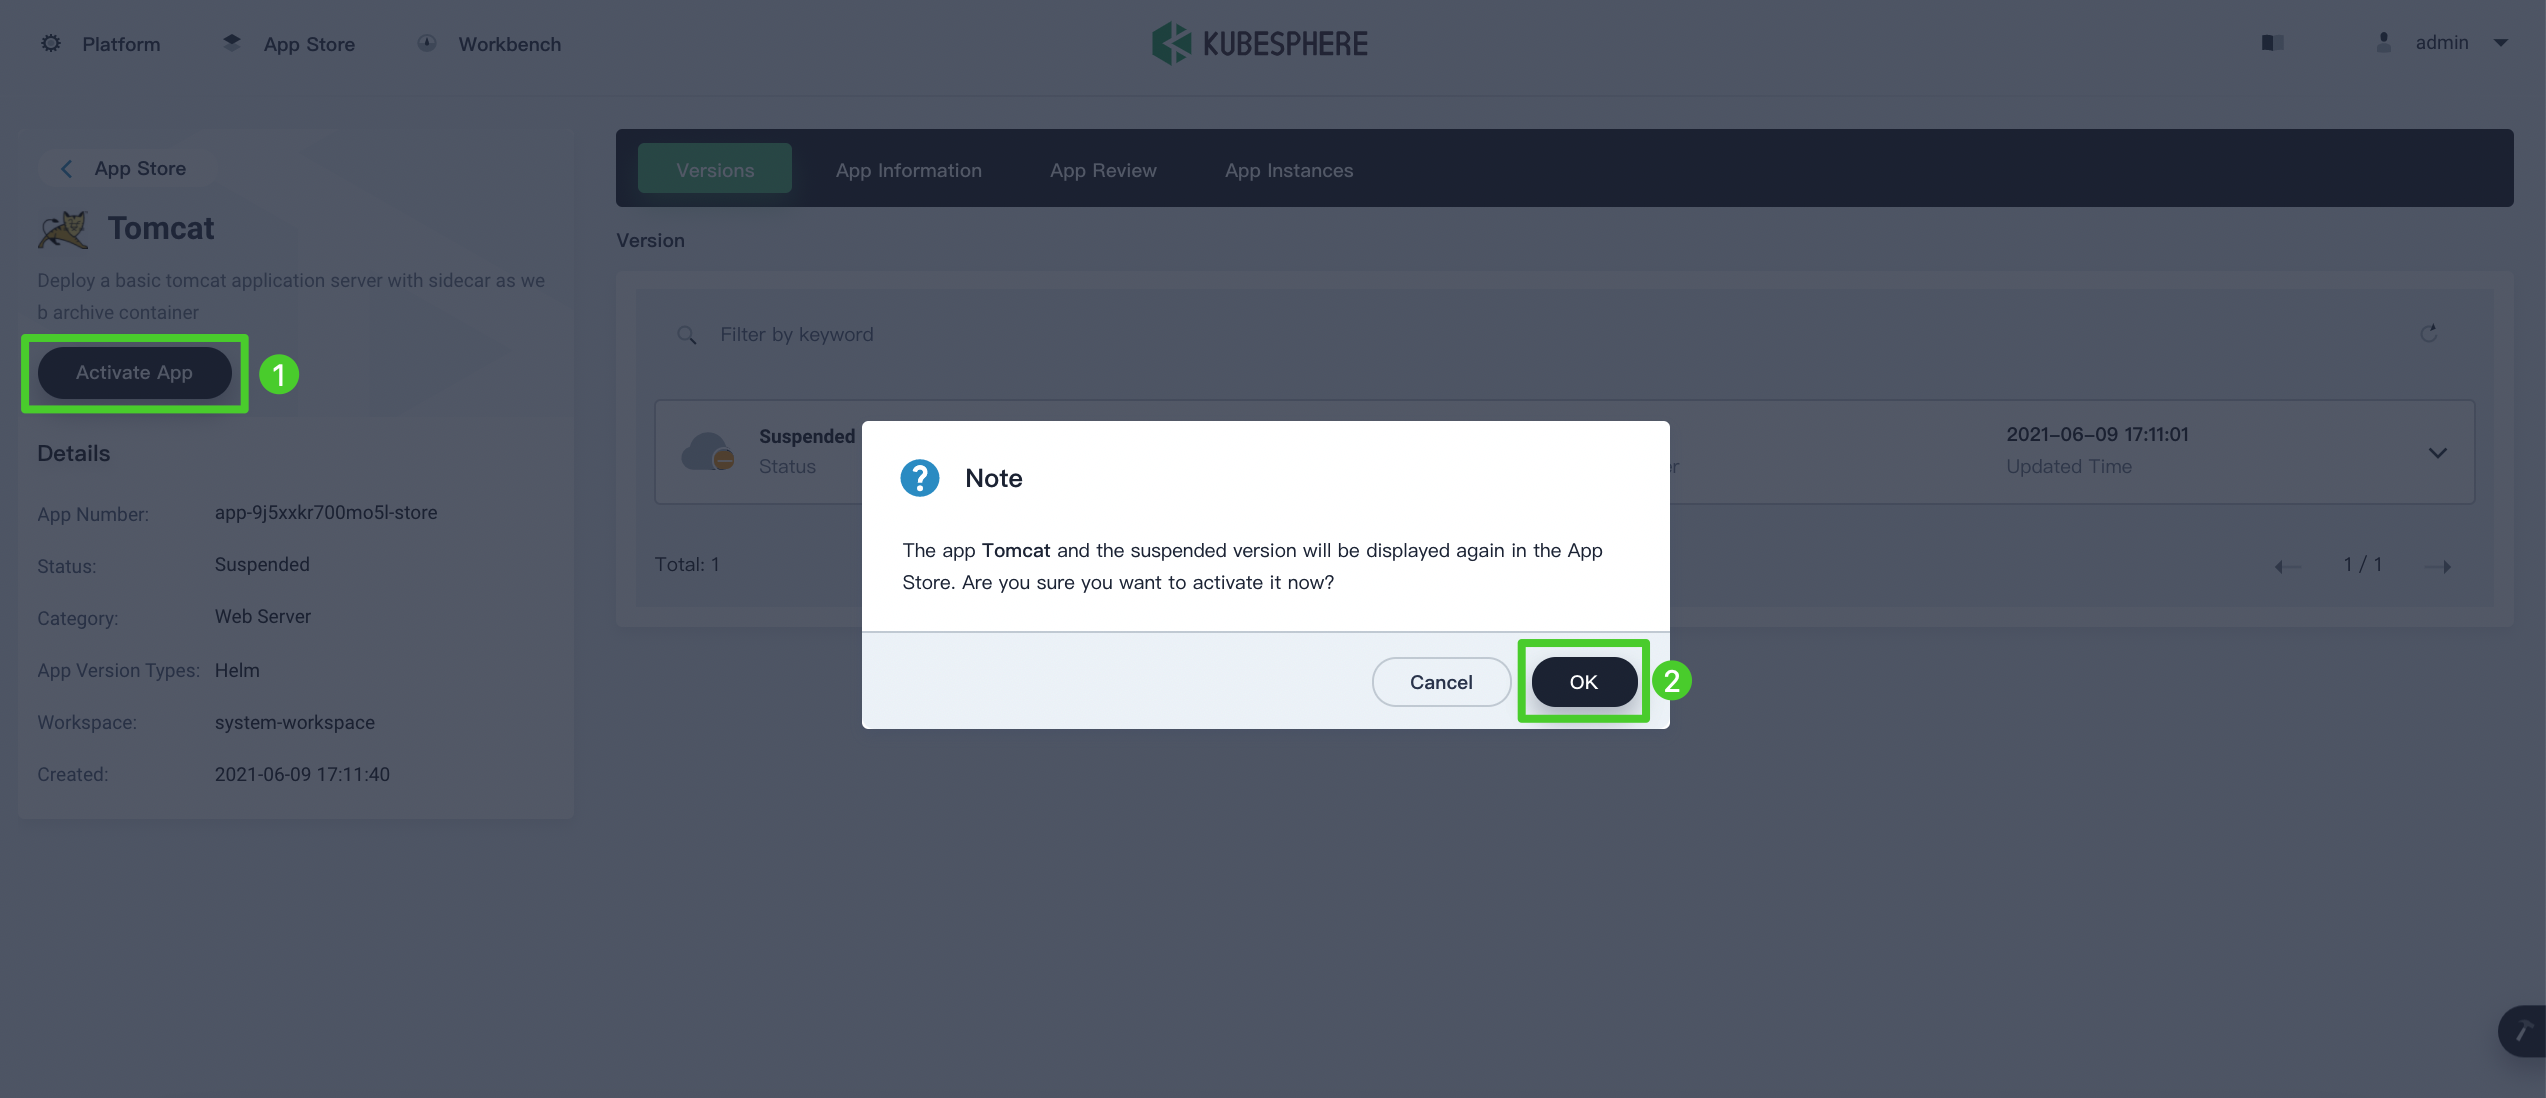 Platform
App Store
Workbench
KUBESPHERE
admin
App Store
Tomcat
Deploy a basic tomcat application server with sidecar as we
b archive container
Activate App
1
Details
App Number: app-9j5xxkr700mo5l-store
Status: Suspended
Category: Web Server
App Version Types: Helm
Workspace: system-workspace
Created: 2021-06-09 17:11:40
Versions
App Information
App Review
App Instances
Version
Filter by keyword
Suspended
Status
2021-06-09 17:11:01
Updated Time
Total: 1
1 / 1
Note
The app Tomcat and the suspended version will be displayed again in the App
Store. Are you sure you want to activate it now?
Cancel
OK
2